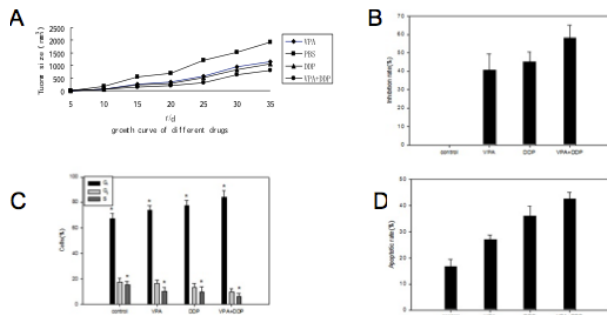 A
Tuomr size (mm³)
2500
2000
1500
1000
500
0
5 10 15 20 25 30 35
t/d
growth curve of different drugs
VPA
PBS
DDP
VPA+DDP
B
Inhibition rate(%)
70
60
50
40
30
20
10
0
control VPA DDP VPA+DDP
C
Cells(%)
100
80
60
40
20
0
G₁
G₂
S
* * * * * * * *
control VPA DDP VPA+DDP
D
Apoptotic rate(%)
50
40
30
20
10
0